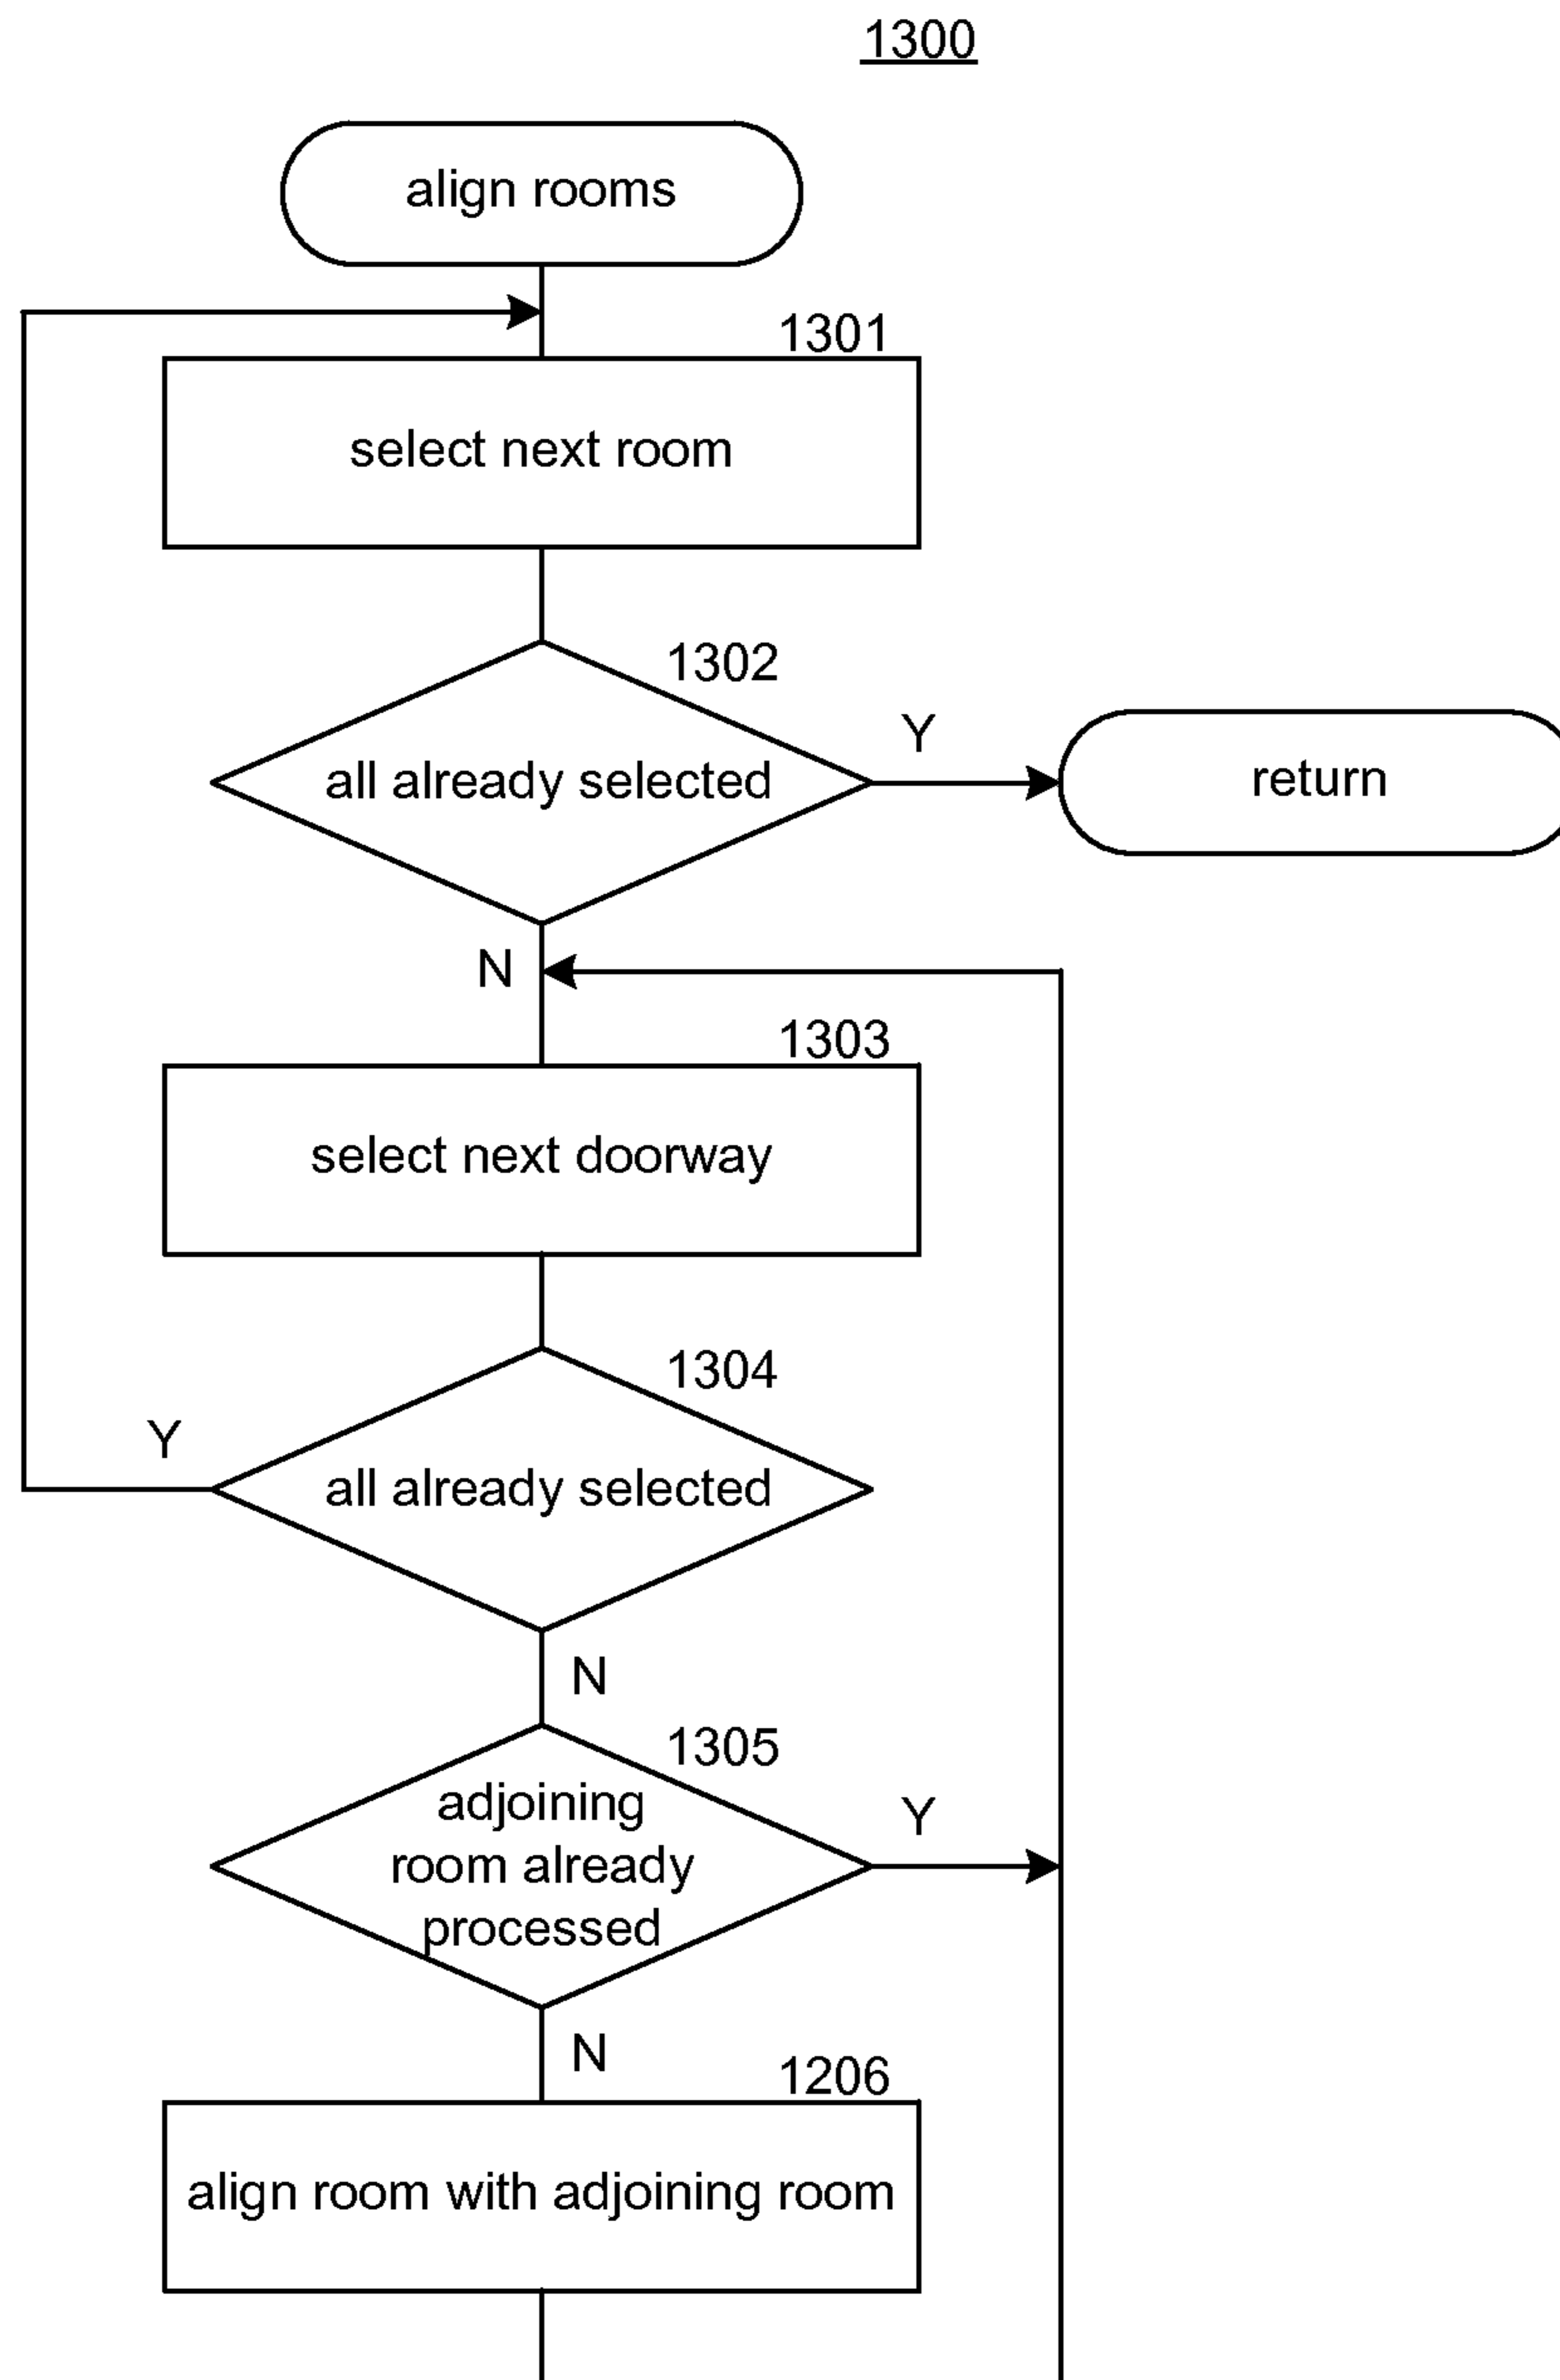 1300
align rooms
1301
select next room
1302
all already selected
Y
return
N
1303
select next doorway
1304
Y
all already selected
N
1305
adjoining
room already
processed
Y
N
1206
align room with adjoining room